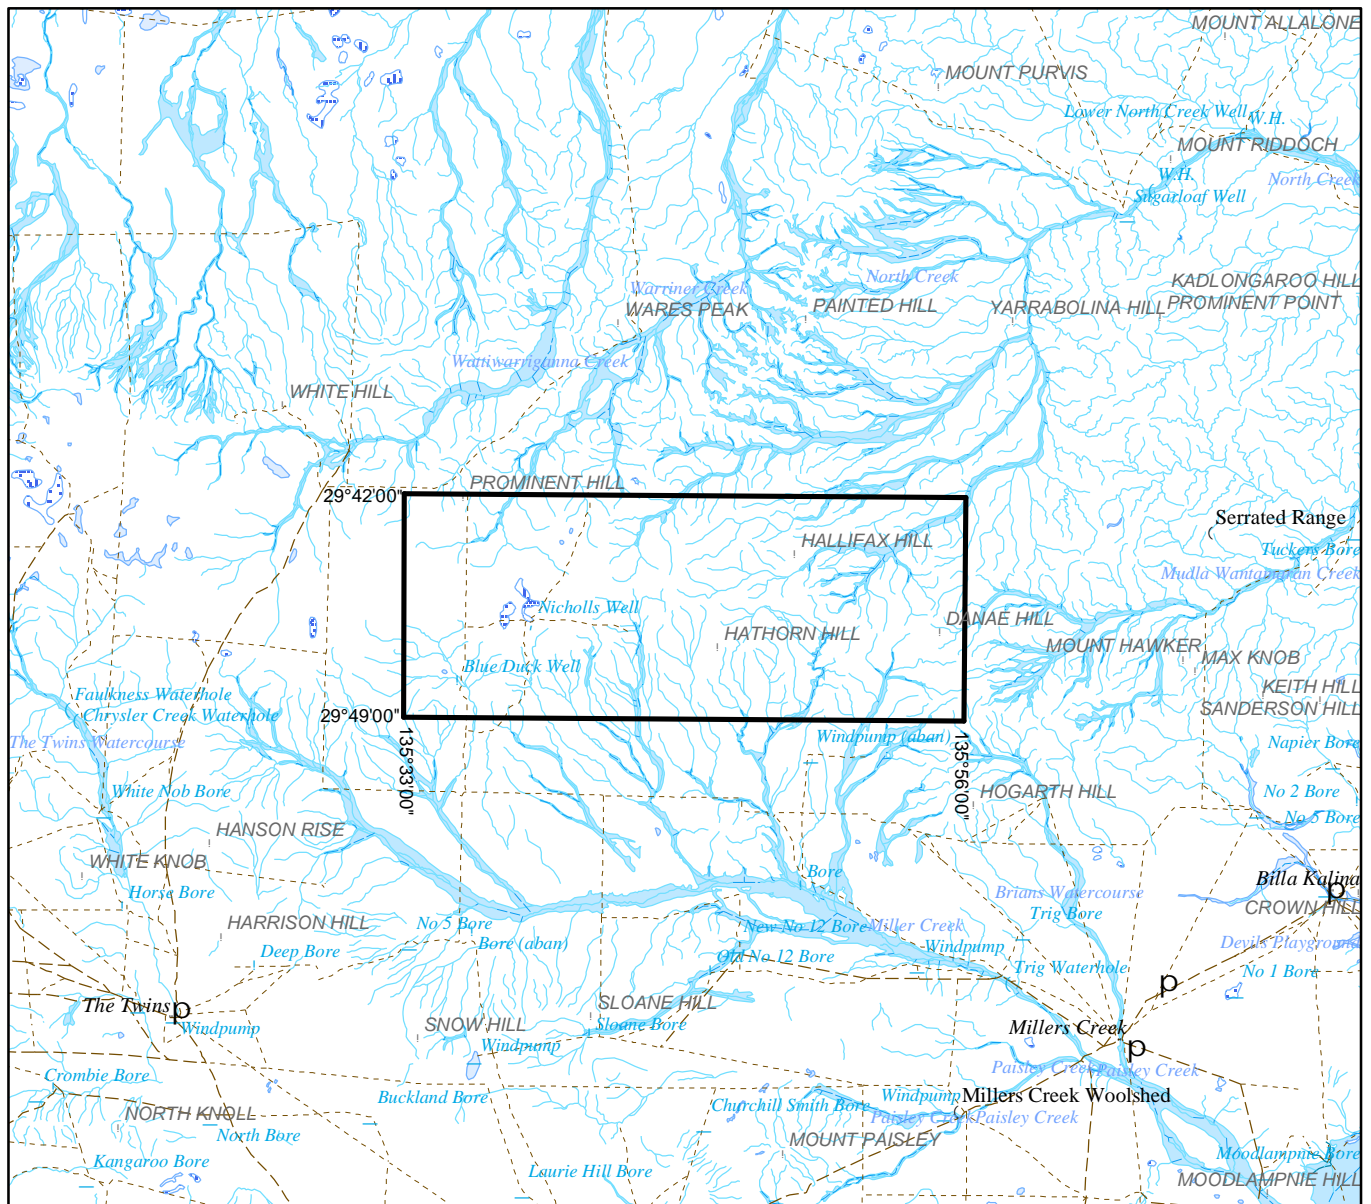 MOUNT ALLALONE
MOUNT PURVIS
Lower North Creek Well
W.H.
MOUNT RIDDOCH
W.H.
North Creek
Sugarloaf Well
North Creek
KADLONGAROO HILL
Warriner Creek
WARES PEAK
PAINTED HILL
YARRABOLINA HILL
PROMINENT POINT
Wattiwarriganna Creek
WHITE HILL
PROMINENT HILL
29°42'00"
Serrated Range
HALLIFAX HILL
Tuckers Bore
Mudla Wantaburan Creek
Nicholls Well
DANAE HILL
HATHORN HILL
MOUNT HAWKER
MAX KNOB
Blue Duck Well
KEITH HILL
Faulkness Waterhole
SANDERSON HILL
Chrysler Creek Waterhole
29°49'00"
The Twins Watercourse
Windpump (aban)
Napier Bore
135°33'00"
135°56'00"
White Nob Bore
HOGARTH HILL
No 2 Bore
No 5 Bore
HANSON RISE
WHITE KNOB
Horse Bore
Bore
Billa Kalina
p
Brians Watercourse
CROWN HILL
HARRISON HILL
No 5 Bore
Trig Bore
New No 12 Bore
Miller Creek
Deep Bore
Bore (aban)
Windpump
Devils Playground
Old No 12 Bore
Trig Waterhole
No 1 Bore
p
The Twins
p
SLOANE HILL
Windpump
SNOW HILL
Sloane Bore
Millers Creek
Windpump
p
Crombie Bore
Paisley Creek
Paisley Creek
Buckland Bore
Churchill Smith Bore
Windpump
Millers Creek Woolshed
NORTH KNOLL
Paisley Creek
Paisley Creek
North Bore
MOUNT PAISLEY
Kangaroo Bore
Laurie Hill Bore
Moodlampnie Bore
MOODLAMPNIE HILL